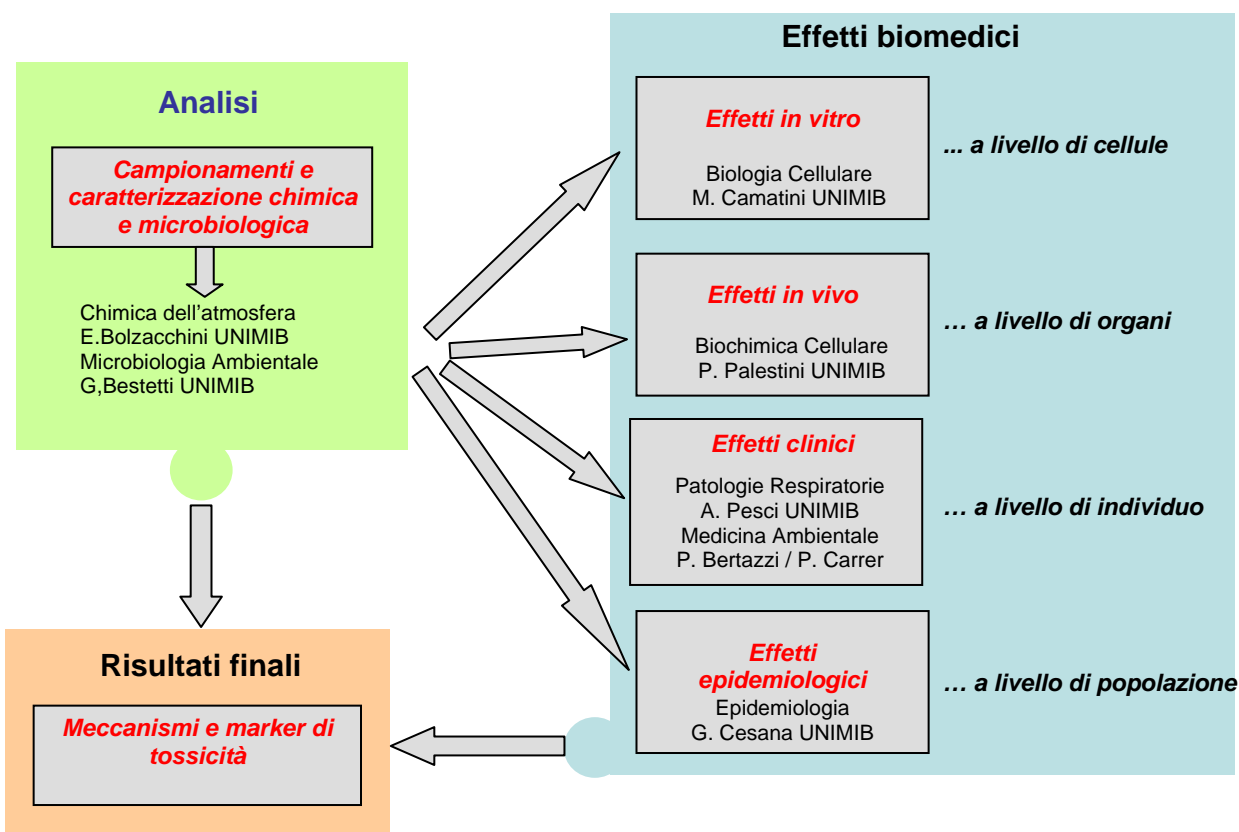 Analisi
Campionamenti e
caratterizzazione chimica
e microbiologica
Chimica dell'atmosfera
E.Bolzacchini UNIMIB
Microbiologia Ambientale
G,Bestetti UNIMIB
Effetti biomedici
Effetti in vitro
Biologia Cellulare
M. Camatini UNIMIB
... a livello di cellule
Effetti in vivo
Biochimica Cellulare
P. Palestini UNIMIB
… a livello di organi
Effetti clinici
Patologie Respiratorie
A. Pesci UNIMIB
Medicina Ambientale
P. Bertazzi / P. Carrer
… a livello di individuo
Effetti
epidemiologici
Epidemiologia
G. Cesana UNIMIB
… a livello di popolazione
Risultati finali
Meccanismi e marker di
tossicità